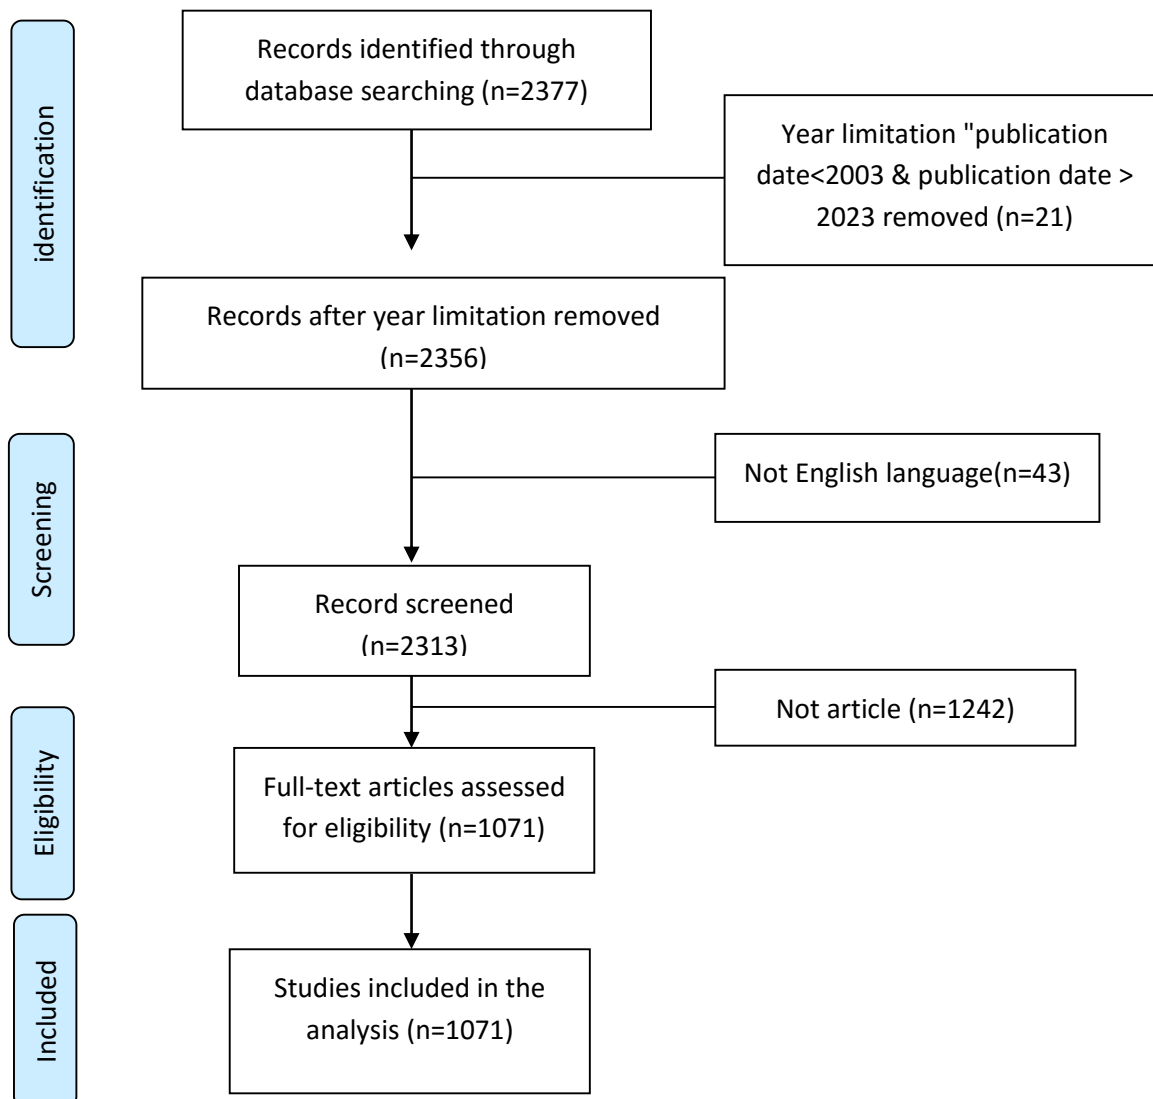 identification
Records identified through
database searching (n=2377)
Year limitation "publication
date<2003 & publication date >
2023 removed (n=21)
Records after year limitation removed
(n=2356)
Screening
Not English language(n=43)
Record screened
(n=2313)
Not article (n=1242)
Eligibility
Full-text articles assessed
for eligibility (n=1071)
Included
Studies included in the
analysis (n=1071)